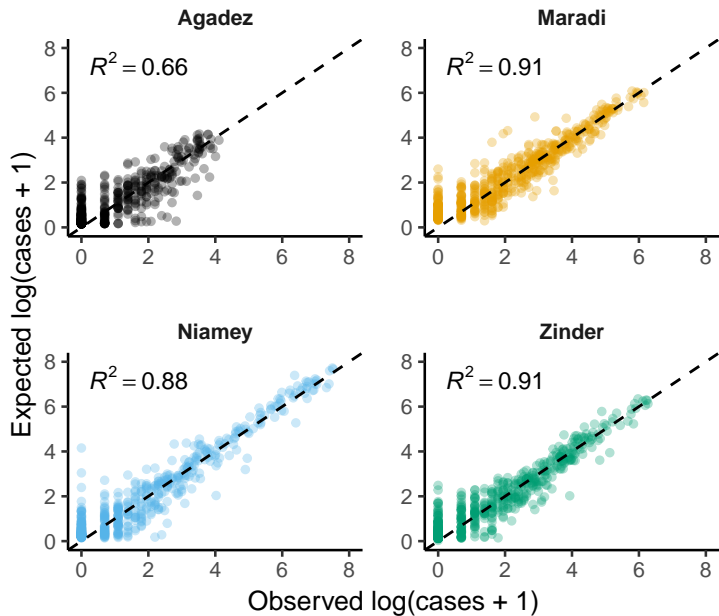 Agadez
Maradi
R² = 0.66
R² = 0.91
8
6
4
2
0
8
6
4
2
0
0 2 4 6 8
0 2 4 6 8
Niamey
Zinder
R² = 0.88
R² = 0.91
8
6
4
2
0
8
6
4
2
0
0 2 4 6 8
0 2 4 6 8
Expected log(cases + 1)
Observed log(cases + 1)